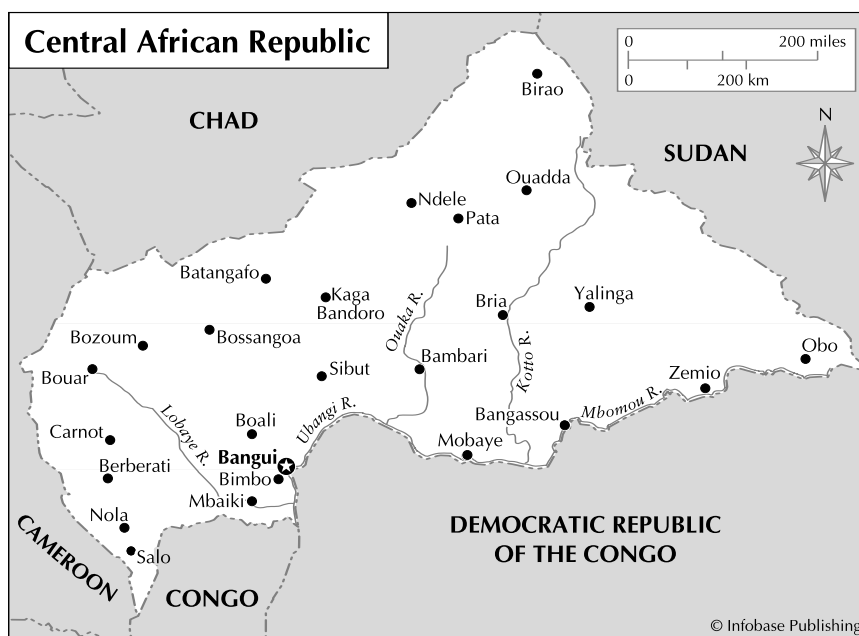 Central African Republic
0 200 miles
0 200 km
N
CHAD
SUDAN
Birao
Ouadda
Ndele
Pata
Batangafo
Kaga
Bandoro
Ouaka R.
Bria
Yalinga
Bozoum
Bossangoa
Kotto R.
Obo
Bouar
Sibut
Bambari
Zemio
Lobaye R.
Ubangi R.
Mbomou R.
Carnot
Boali
Bangassou
Mobaye
Bangui
Berberati
Bimbo
Mbaiki
Nola
Salo
CAMEROON
CONGO
DEMOCRATIC REPUBLIC
OF THE CONGO
© Infobase Publishing